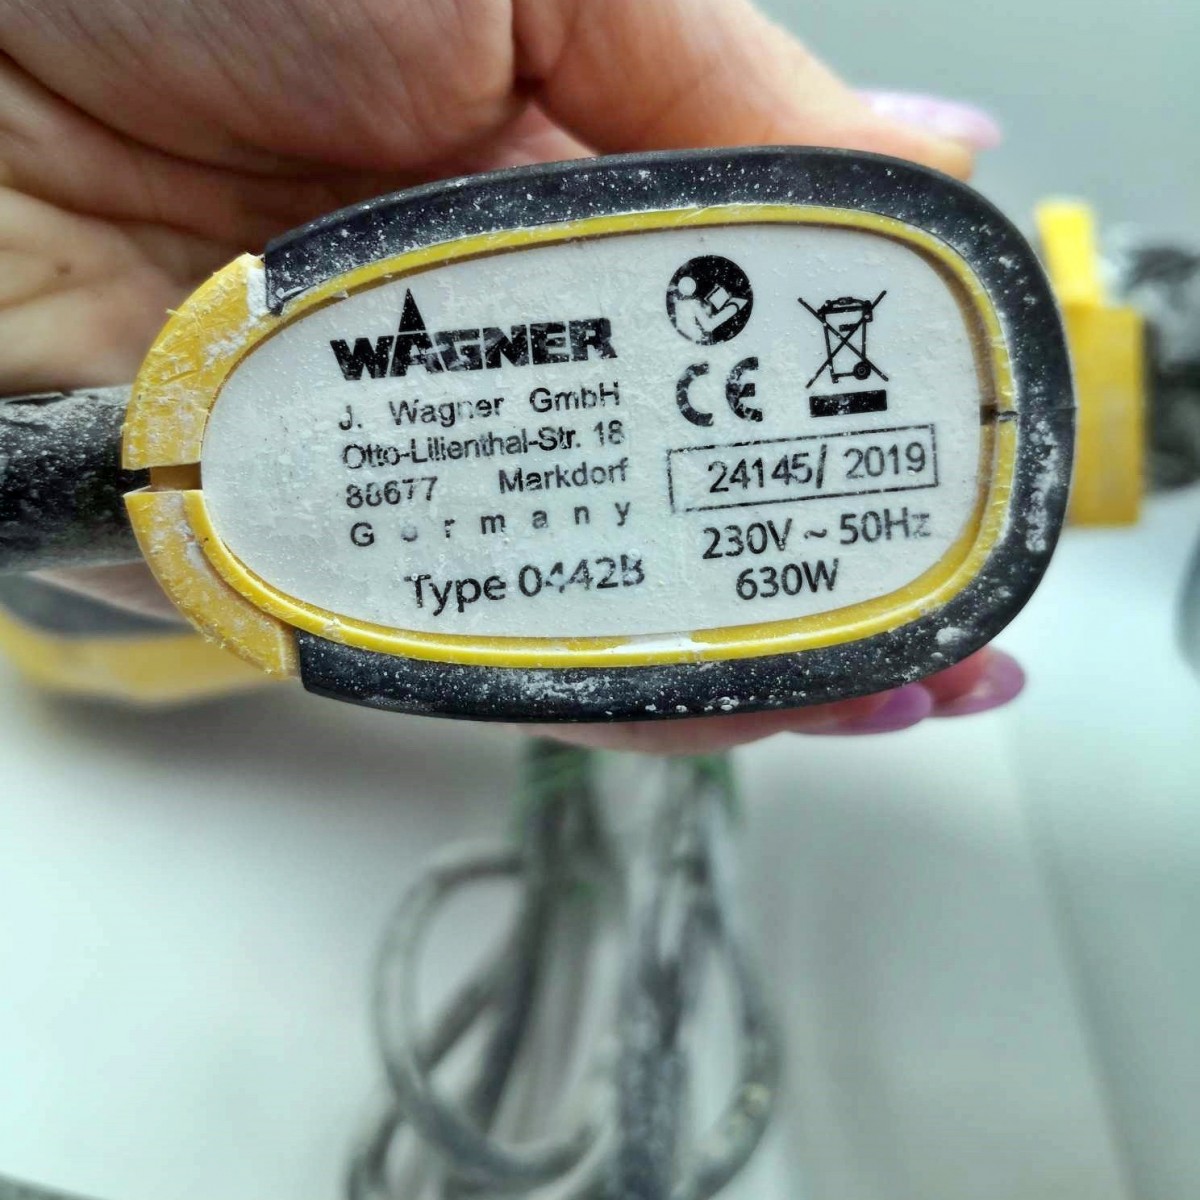 WAGNER
J. Wagner GmbH
Otto-Lilienthal-Str. 18
88677 Markdorf
Germany
Type 0442B
CE
24145/ 2019
230V ~ 50Hz
630W